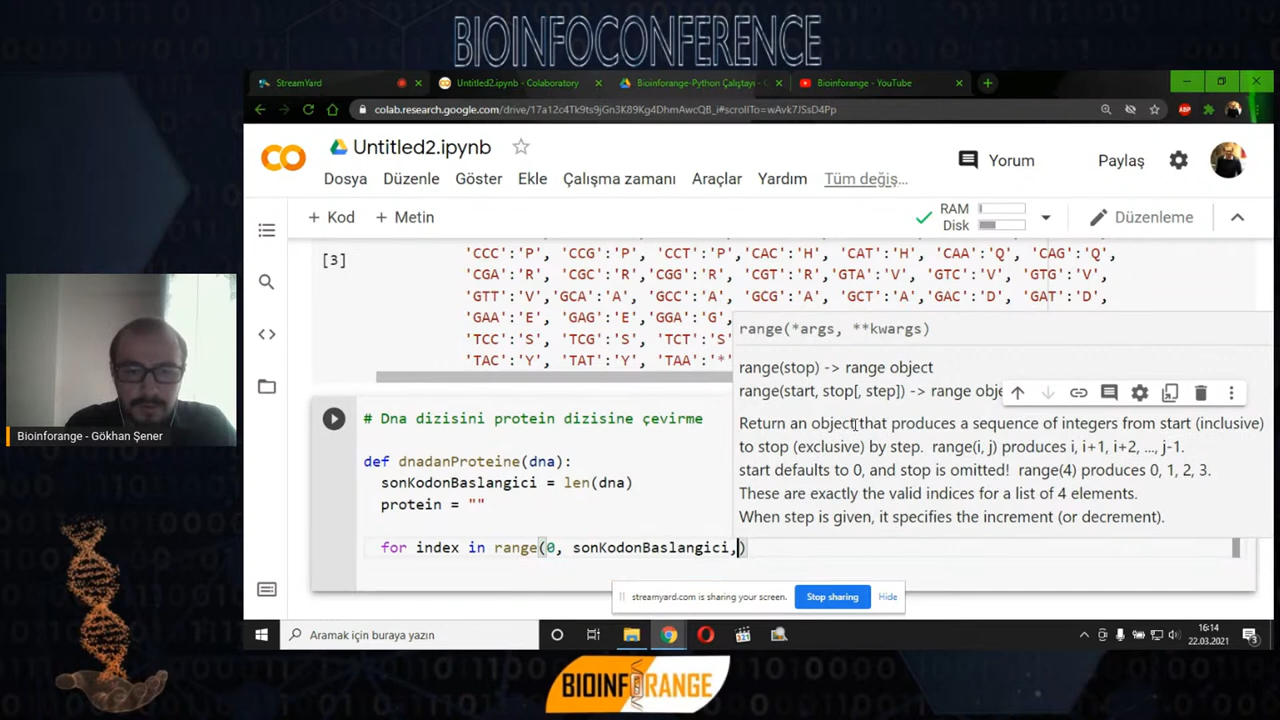 BIOINFOCONFERENCE
StreamYard
Untitled2.ipynb - Colaboratory
Bioinforange-Python Çalıştayı -
Bioinforange - YouTube
colab.research.google.com/drive/17a12c4Tk9ts9jGn3K89Kg4DhmAwcQB_i#scrollTo=wAvk7JSsD4Pp
ABP
CO
Untitled2.ipynb
Yorum
Paylaş
Dosya
Düzenle
Göster
Ekle
Çalışma zamanı
Araçlar
Yardım
Tüm değiş...
+ Kod
+ Metin
RAM
Disk
Düzenleme
[3]
'CCC':'P', 'CCG':'P', 'CCT':'P','CAC':'H', 'CAT':'H', 'CAA':'Q', 'CAG':'Q',
'CGA':'R', 'CGC':'R', 'CGG':'R', 'CGT':'R','GTA':'V', 'GTC':'V', 'GTG':'V',
'GTT':'V','GCA':'A', 'GCC':'A', 'GCG':'A', 'GCT':'A','GAC':'D', 'GAT':'D',
'GAA':'E', 'GAG':'E','GGA':'G',
'TCC':'S', 'TCG':'S', 'TCT':'S
'TAC':'Y', 'TAT':'Y', 'TAA':'*'
range(*args, **kwargs)
range(stop) -> range object
range(start, stop[, step]) -> range obje
Return an object that produces a sequence of integers from start (inclusive)
to stop (exclusive) by step. range(i, j) produces i, i+1, i+2, ..., j-1.
start defaults to 0, and stop is omitted! range(4) produces 0, 1, 2, 3.
These are exactly the valid indices for a list of 4 elements.
When step is given, it specifies the increment (or decrement).
# Dna dizisini protein dizisine çevirme
def dnadanProteine(dna):
sonKodonBaslangici = len(dna)
protein = ""
for index in range(0, sonKodonBaslangici,)
Bioinforange - Gökhan Şener
streamyard.com is sharing your screen.
Stop sharing
Hide
Aramak için buraya yazın
16:14
22.03.2021
3
BIOINFORANGE